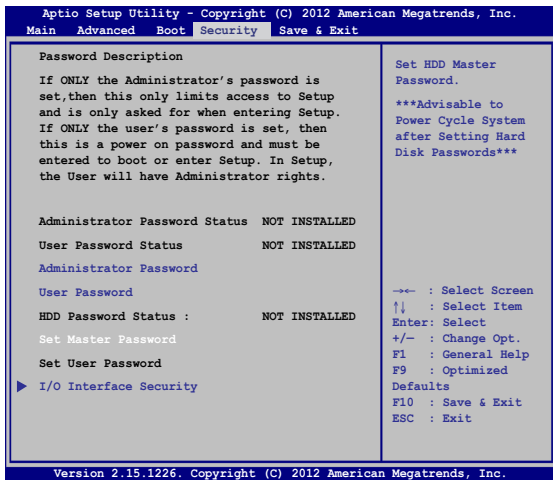 Aptio Setup Utility - Copyright (C) 2012 American Megatrends, Inc.
Main Advanced Boot Security Save & Exit
Password Description
If ONLY the Administrator's password is
set,then this only limits access to Setup
and is only asked for when entering Setup.
If ONLY the user's password is set, then
this is a power on password and must be
entered to boot or enter Setup. In Setup,
the User will have Administrator rights.
Administrator Password Status NOT INSTALLED
User Password Status NOT INSTALLED
Administrator Password
User Password
HDD Password Status : NOT INSTALLED
Set Master Password
Set User Password
I/O Interface Security
Set HDD Master
Password.
***Advisable to
Power Cycle System
after Setting Hard
Disk Passwords***
→← : Select Screen
↑↓ : Select Item
Enter: Select
+/— : Change Opt.
F1 : General Help
F9 : Optimized
Defaults
F10 : Save & Exit
ESC : Exit
Version 2.15.1226. Copyright (C) 2012 American Megatrends, Inc.